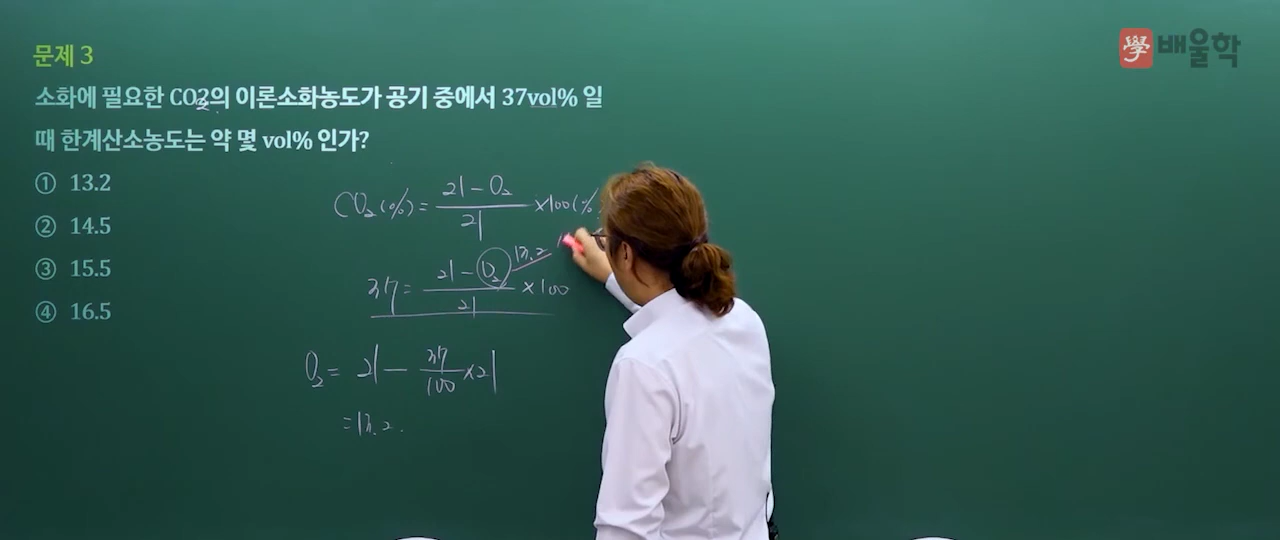 學 배울학
문제 3
소화에 필요한 CO2의 이론소화농도가 공기 중에서 37vol% 일
때 한계산소농도는 약 몇 vol% 인가?
① 13.2
② 14.5
③ 15.5
④ 16.5
CO₂(%) = (21 - O₂)/21 × 100(%
37 = (21 - O₂)/21 × 100
13.2
O₂ = 21 - 37/100 × 21
= 13.2.